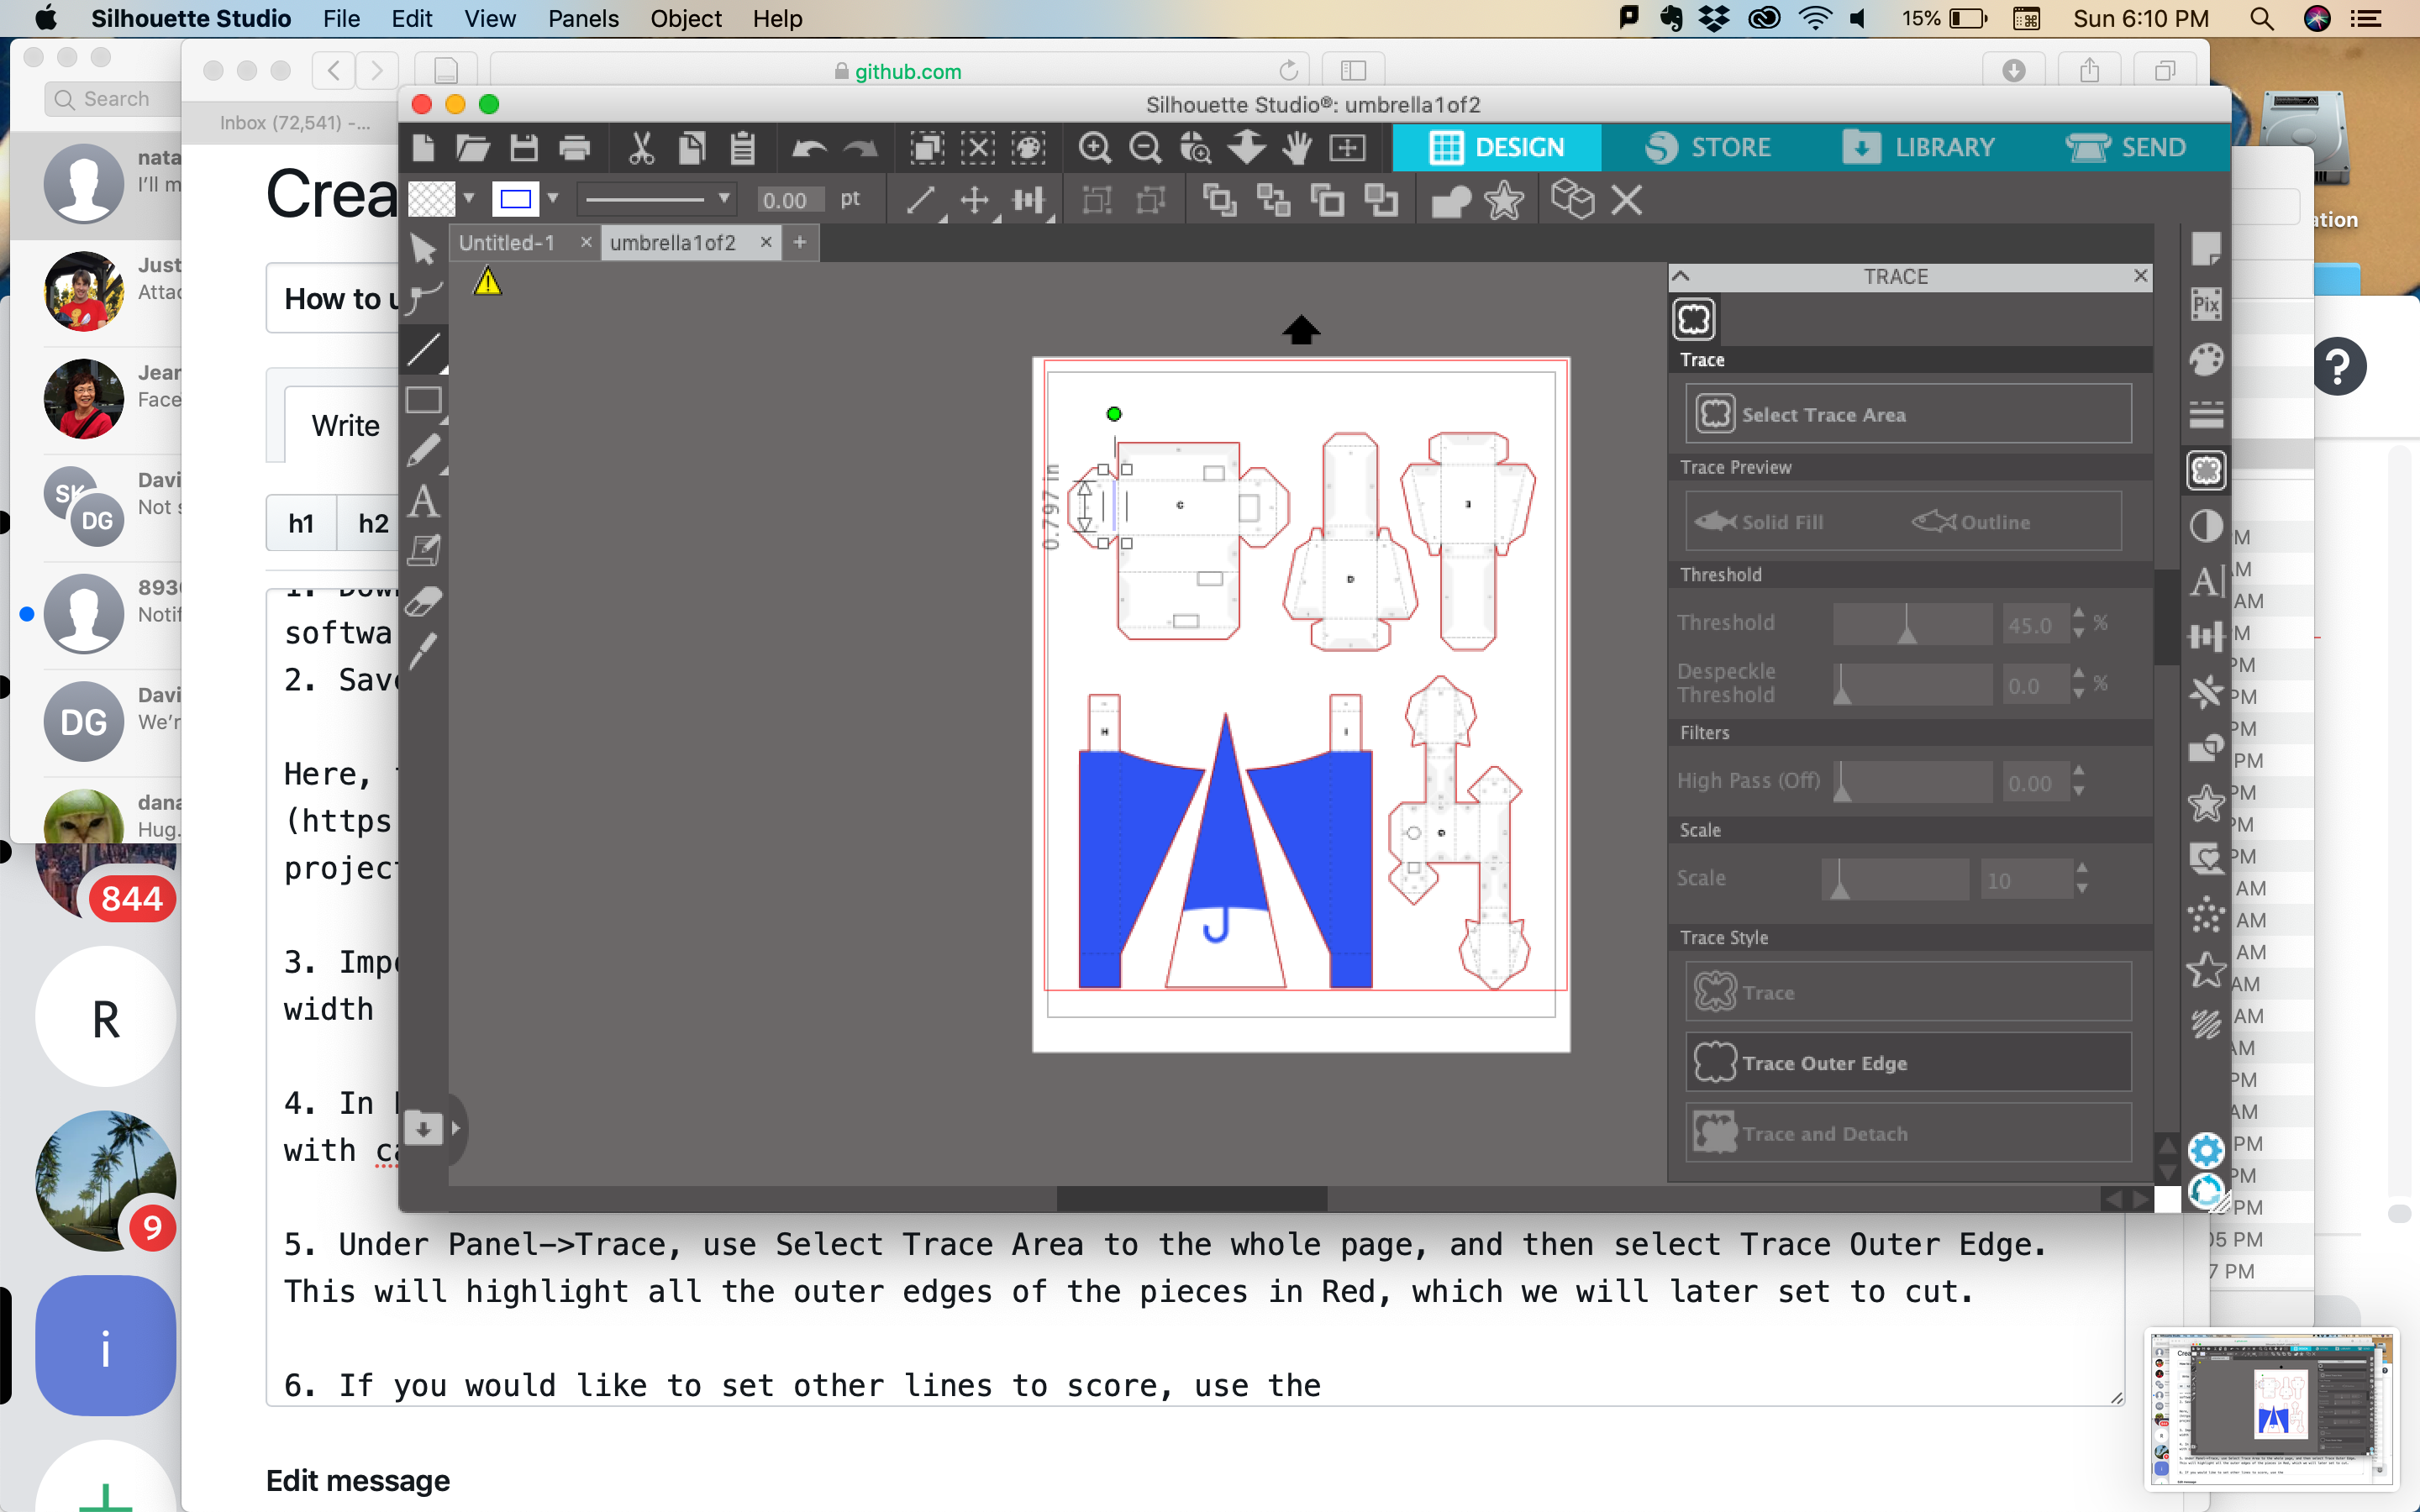 Silhouette Studio File Edit View Panels Object Help
15% Sun 6:10 PM
Search
github.com
Inbox (72,541) -...
Silhouette Studio®: umbrella1of2
DESIGN STORE LIBRARY SEND
0.00 pt
Untitled-1 umbrella1of2
nata
I'll m
Just
Attac
Jear
Face
Davi
Not s
SK
DG
8930
Notif
Davi
We'r
DG
dana
Hug.
844
R
9
i
Crea
How to u
Write
h1 h2
softwa
2. Save
Here,
(https
project
3. Impo
width
4. In
with ca
5. Under Panel->Trace, use Select Trace Area to the whole page, and then select Trace Outer Edge.
This will highlight all the outer edges of the pieces in Red, which we will later set to cut.
6. If you would like to set other lines to score, use the
Edit message
0.797 in
C
D
H
TRACE
Trace
Select Trace Area
Trace Preview
Solid Fill Outline
Threshold
Threshold 45.0 %
Despeckle
Threshold 0.0 %
Filters
High Pass (Off) 0.00
Scale
Scale 10
Trace Style
Trace
Trace Outer Edge
Trace and Detach
Pix
A
ation
?
M
AM
AM
M
PM
PM
PM
PM
PM
PM
PM
AM
AM
AM
AM
AM
AM
PM
AM
PM
PM
PM
05 PM
7 PM